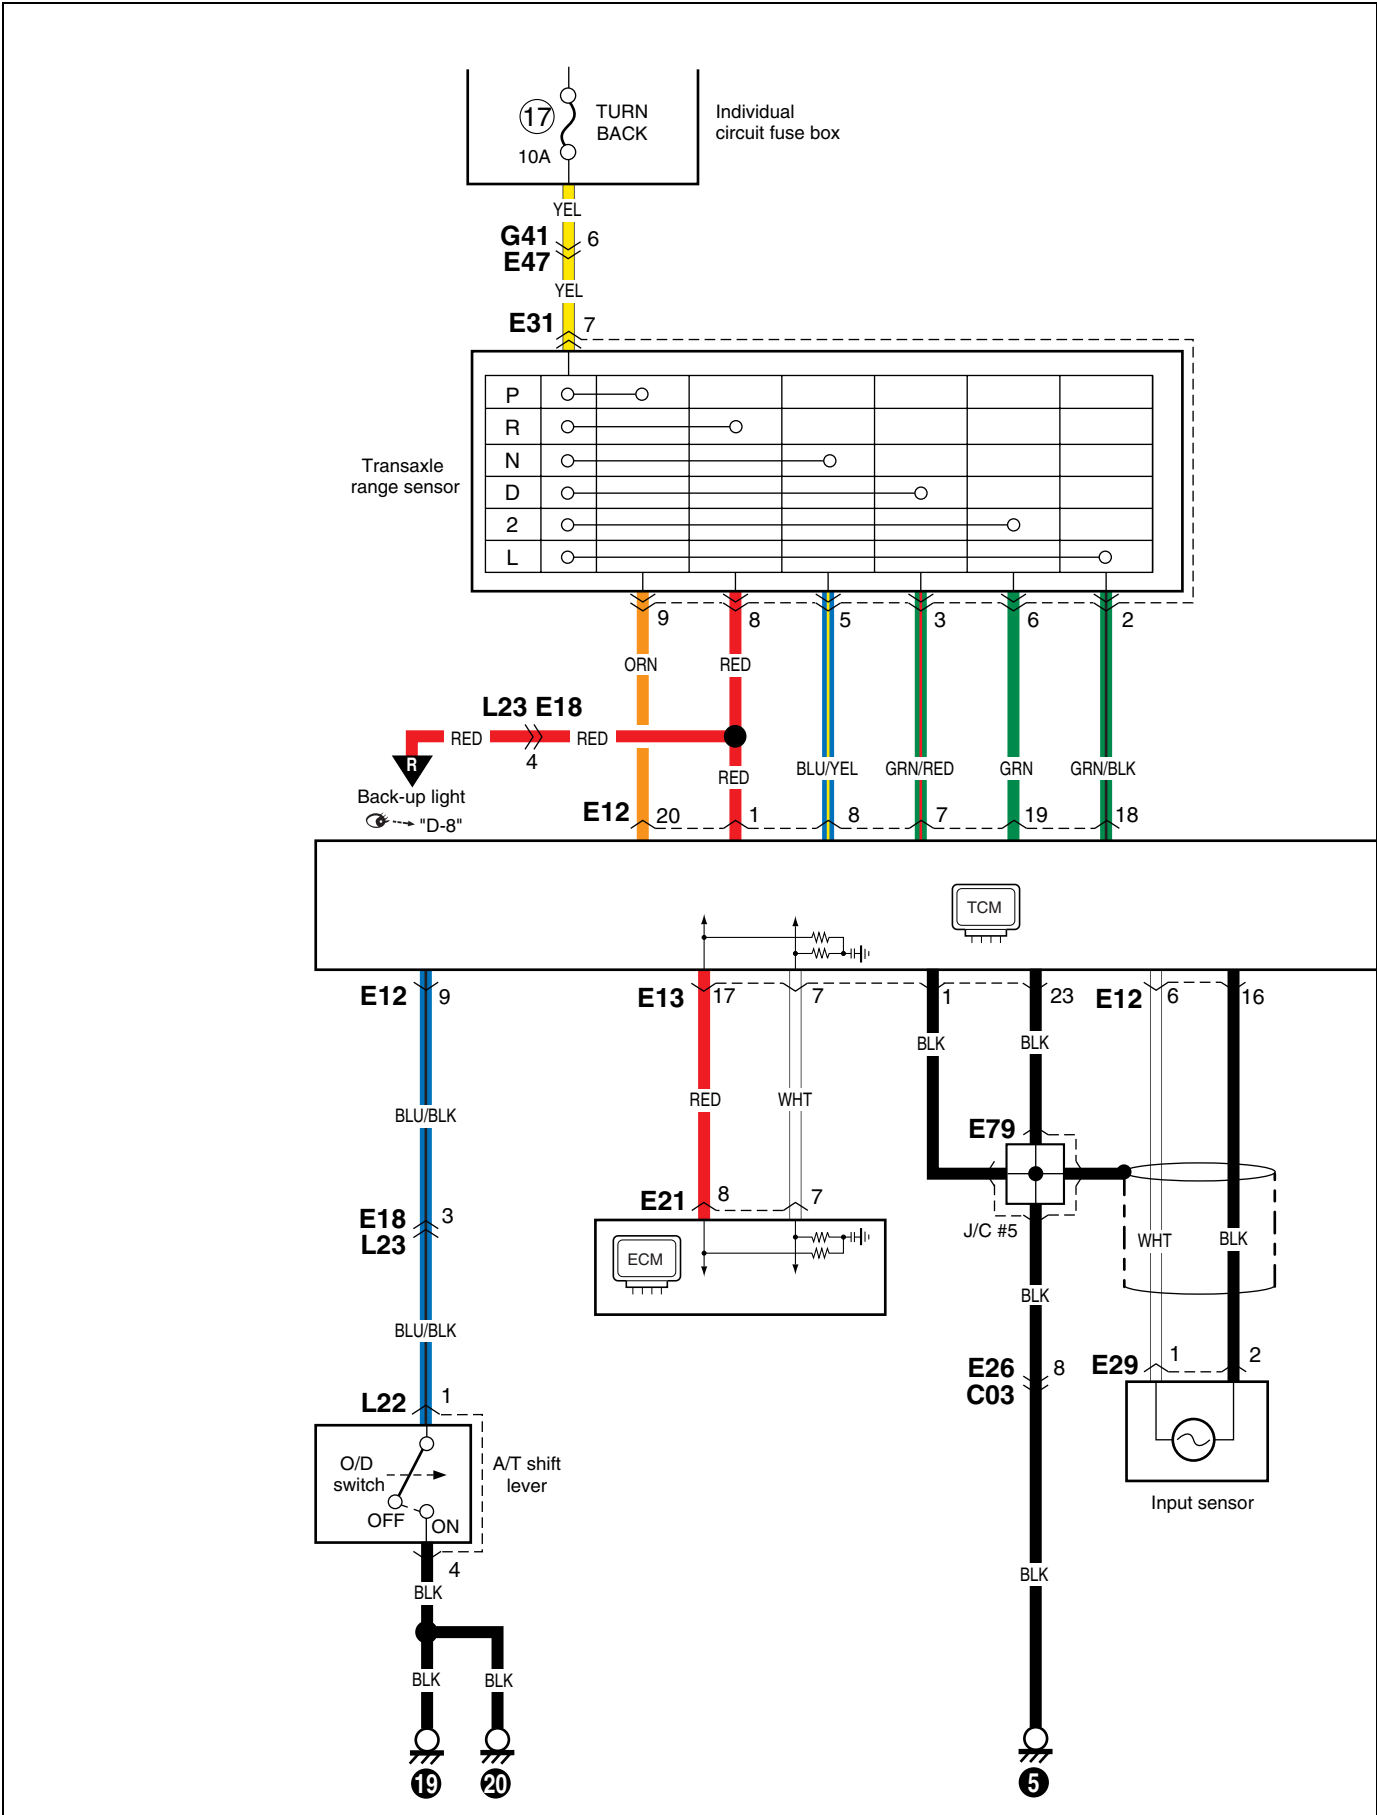 17
TURN
BACK
10A
Individual
circuit fuse box
YEL
G41
E47
6
YEL
E31
7
P
R
N
D
2
L
Transaxle
range sensor
9
8
5
3
6
2
ORN
RED
L23 E18
RED
RED
4
R
Back-up light
"D-8"
RED
BLU/YEL
GRN/RED
GRN
GRN/BLK
E12
20
1
8
7
19
18
TCM
E12
9
E13
17
7
1
23
E12
6
16
BLK
BLK
BLU/BLK
RED
WHT
E79
E21
8
7
J/C #5
E18
L23
3
ECM
WHT
BLK
BLK
BLU/BLK
E26
C03
8
E29
1
2
L22
1
O/D
switch
OFF
ON
A/T shift
lever
Input sensor
4
BLK
BLK
BLK
BLK
19
20
5